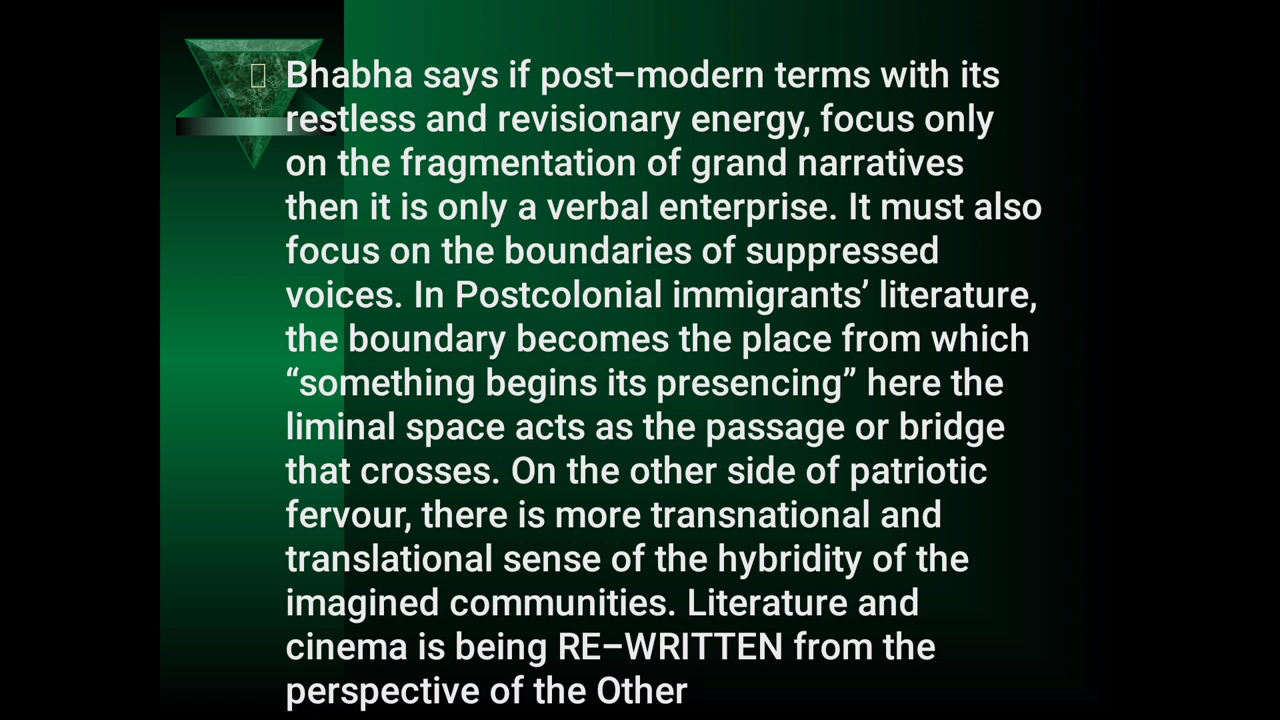 Bhabha says if post–modern terms with its
restless and revisionary energy, focus only
on the fragmentation of grand narratives
then it is only a verbal enterprise. It must also
focus on the boundaries of suppressed
voices. In Postcolonial immigrants’ literature,
the boundary becomes the place from which
“something begins its presencing” here the
liminal space acts as the passage or bridge
that crosses. On the other side of patriotic
fervour, there is more transnational and
translational sense of the hybridity of the
imagined communities. Literature and
cinema is being RE–WRITTEN from the
perspective of the Other